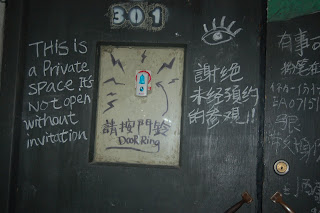 301
THIS is
a Private
SPACE It's
NOT open
without
invitation
請按門鈴
Door Ring
謝絕
未經預約
的參觀!!
有事